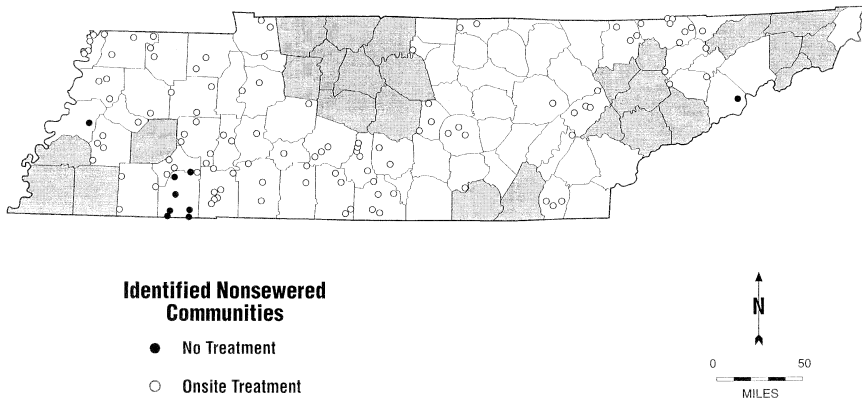 Identified Nonsewered
Communities
No Treatment
Onsite Treatment
N
0 50
MILES